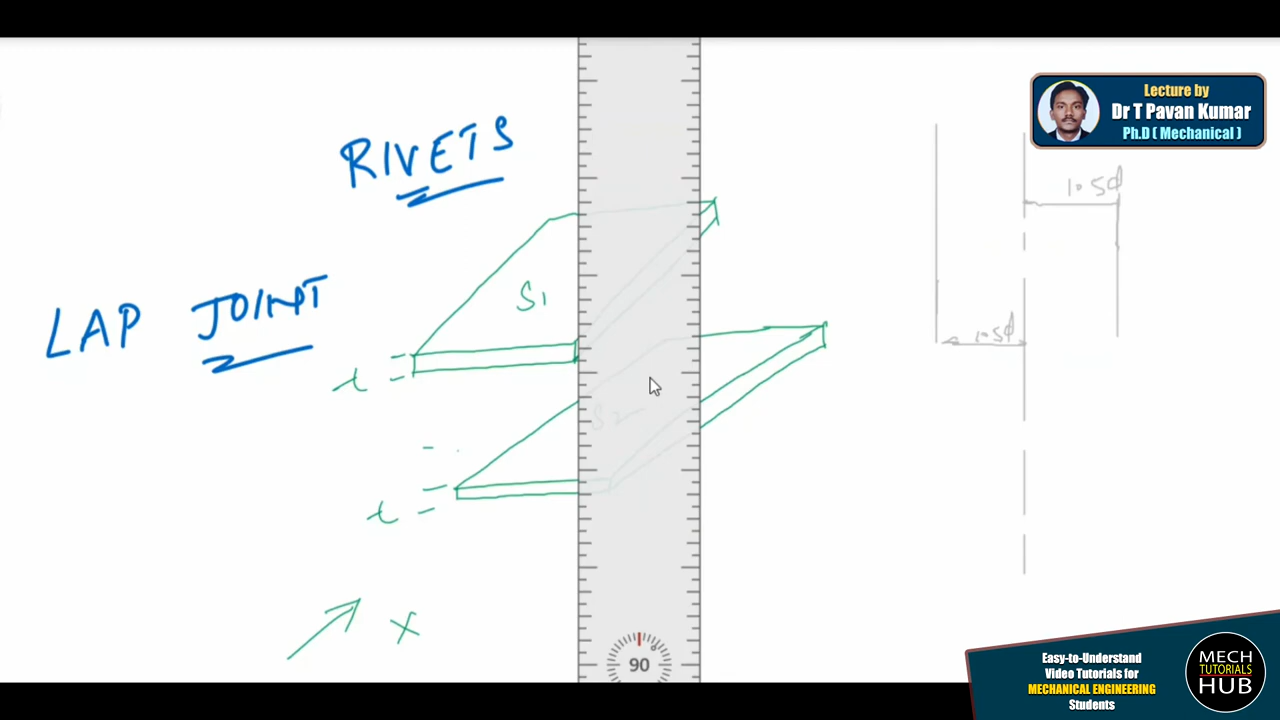 Lecture by
Dr T Pavan Kumar
Ph.D ( Mechanical )
RIVETS
LAP JOINT
S1
t
S2
t
X
1.5d
1.5d
90
Easy-to-Understand
Video Tutorials for
MECHANICAL ENGINEERING
Students
MECH
TUTORIALS
HUB